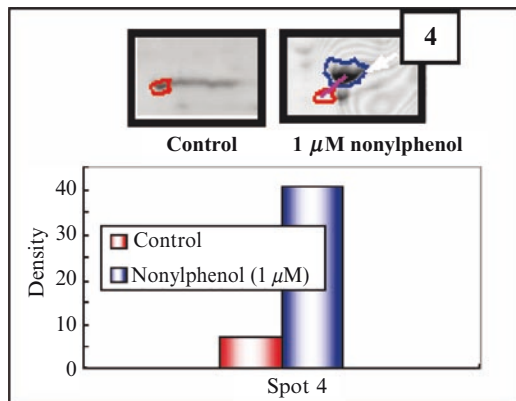 4
Control
1 μM nonylphenol
Density
40
30
20
10
0
Control
Nonylphenol (1 μM)
Spot 4